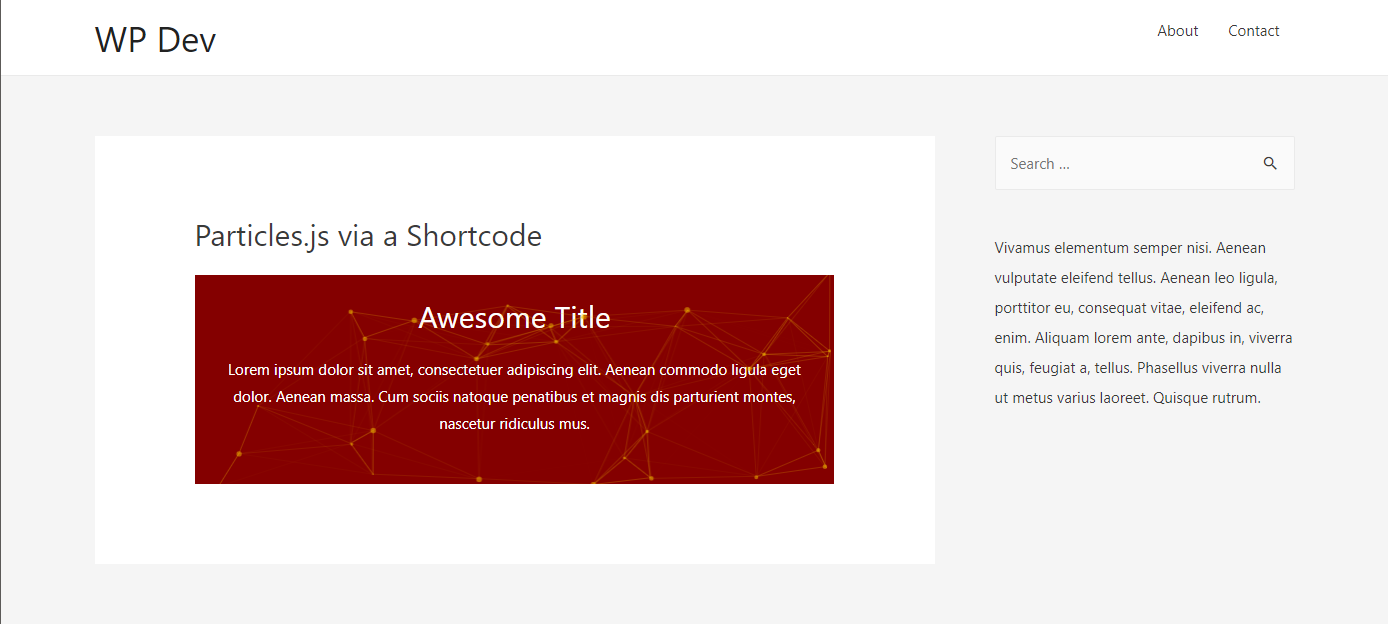 WP Dev
About
Contact
Particles.js via a Shortcode
Awesome Title
Lorem ipsum dolor sit amet, consectetuer adipiscing elit. Aenean commodo ligula eget
dolor. Aenean massa. Cum sociis natoque penatibus et magnis dis parturient montes,
nascetur ridiculus mus.
Search ...
Vivamus elementum semper nisi. Aenean
vulputate eleifend tellus. Aenean leo ligula,
porttitor eu, consequat vitae, eleifend ac,
enim. Aliquam lorem ante, dapibus in, viverra
quis, feugiat a, tellus. Phasellus viverra nulla
ut metus varius laoreet. Quisque rutrum.